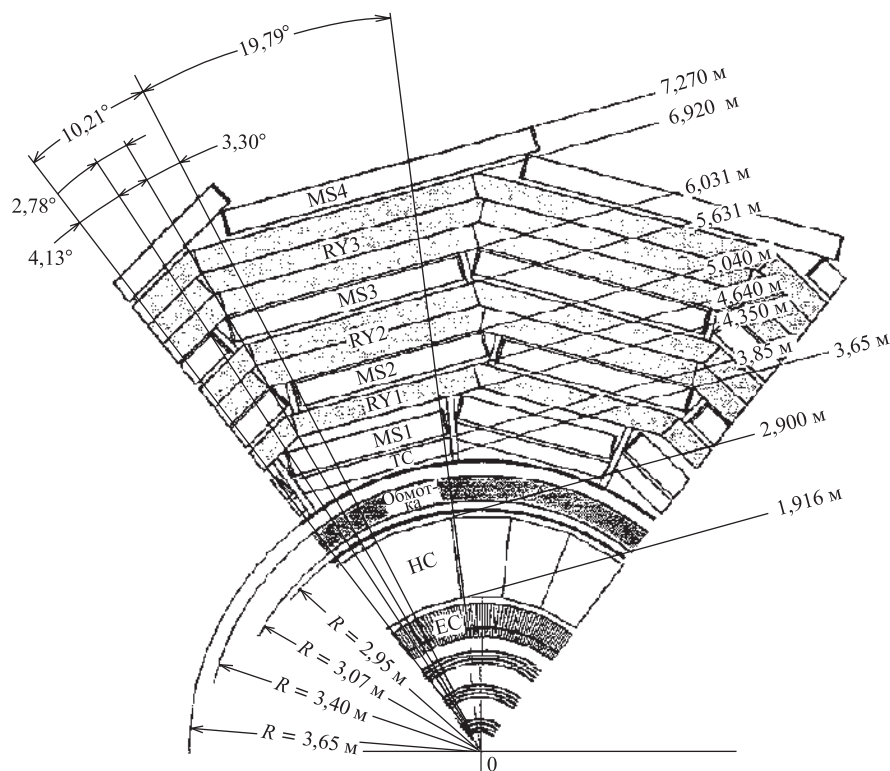 19,79°
10,21°
3,30°
2,78°
4,13°
7,270 м
6,920 м
6,031 м
5,631 м
5,040 м
4,640 м
4,350 м
3,85 м
3,65 м
2,900 м
1,916 м
MS4
RY3
MS3
RY2
MS2
RY1
MS1
TC
Обмот-
ка
HC
EC
R = 2,95 м
R = 3,07 м
R = 3,40 м
R = 3,65 м
0